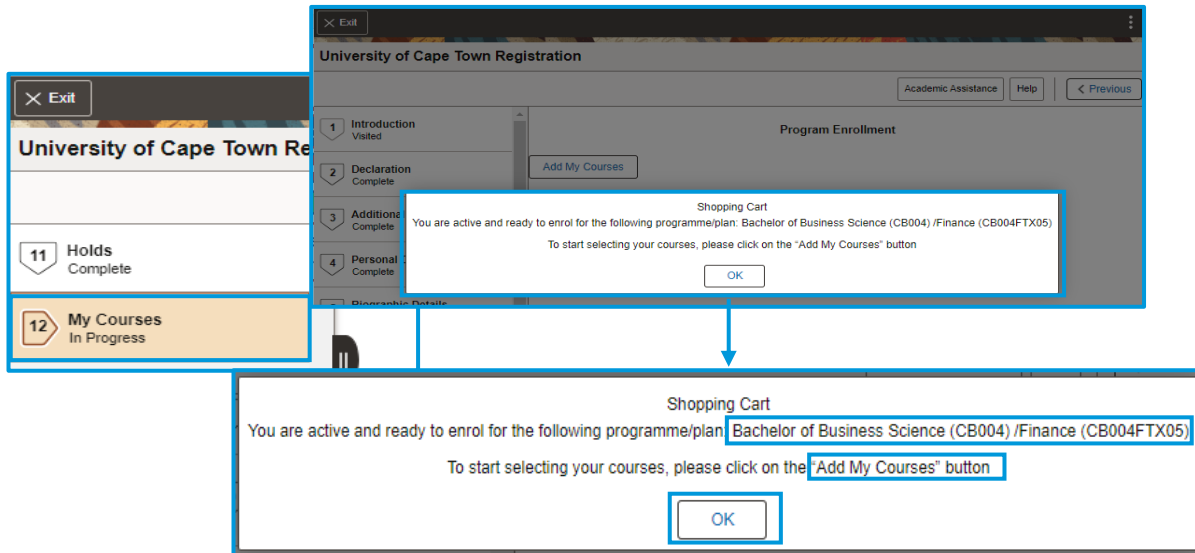 Exit
University of Cape Town Re
11 Holds
Complete
12 My Courses
In Progress
Exit
University of Cape Town Registration
Academic Assistance Help Previous
1 Introduction
Visited
2 Declaration
Complete
3 Additiona
Complete
4 Personal
Complete
Biographic Details
Program Enrollment
Add My Courses
Shopping Cart
You are active and ready to enrol for the following programme/plan: Bachelor of Business Science (CB004) /Finance (CB004FTX05)
To start selecting your courses, please click on the “Add My Courses” button
OK
Shopping Cart
You are active and ready to enrol for the following programme/plan: Bachelor of Business Science (CB004) /Finance (CB004FTX05)
To start selecting your courses, please click on the “Add My Courses” button
OK